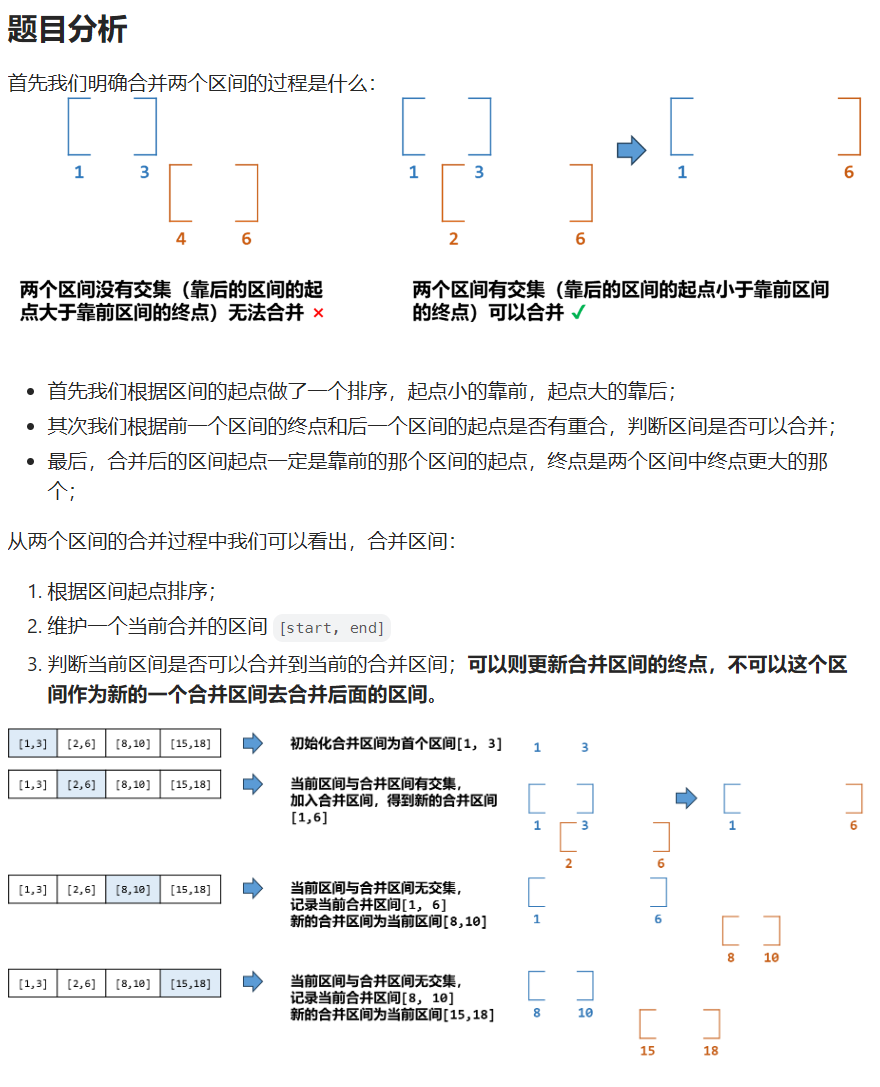 题目分析
首先我们明确合并两个区间的过程是什么：
1 3 1 3 1 6
4 6 2 6
两个区间没有交集（靠后的区间的起
点大于靠前区间的终点）无法合并 ×
两个区间有交集（靠后的区间的起点小于靠前区间
的终点）可以合并 ✓
• 首先我们根据区间的起点做了一个排序，起点小的靠前，起点大的靠后；
• 其次我们根据前一个区间的终点和后一个区间的起点是否有重合，判断区间是否可以合并；
• 最后，合并后的区间起点一定是靠前的那个区间的起点，终点是两个区间中终点更大的那
个；
从两个区间的合并过程中我们可以看出，合并区间：
1. 根据区间起点排序；
2. 维护一个当前合并的区间 [start, end]
3. 判断当前区间是否可以合并到当前的合并区间；可以则更新合并区间的终点，不可以这个区
间作为新的一个合并区间去合并后面的区间。
[1,3] [2,6] [8,10] [15,18]
初始化合并区间为首个区间[1, 3]
1 3
[1,3] [2,6] [8,10] [15,18]
当前区间与合并区间有交集，
加入合并区间，得到新的合并区间
[1,6]
1 3 1 6
2 6
[1,3] [2,6] [8,10] [15,18]
当前区间与合并区间无交集，
记录当前合并区间[1, 6]
新的合并区间为当前区间[8,10]
1 6
8 10
[1,3] [2,6] [8,10] [15,18]
当前区间与合并区间无交集，
记录当前合并区间[8, 10]
新的合并区间为当前区间[15,18]
8 10
15 18